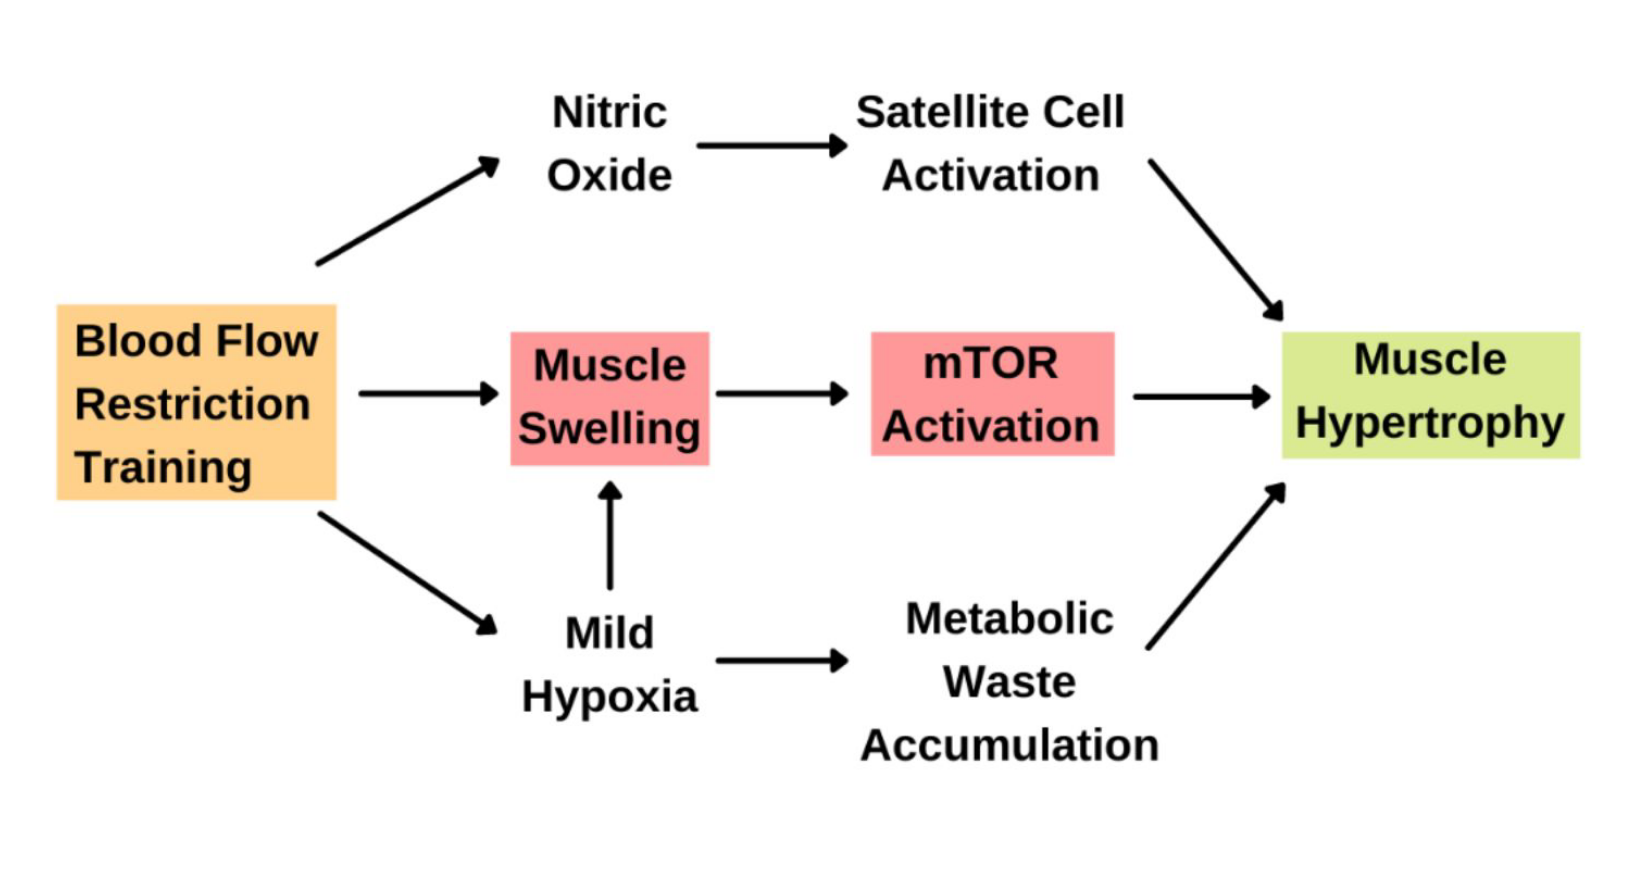 Nitric
Oxide
Satellite Cell
Activation
Blood Flow
Restriction
Training
Muscle
Swelling
mTOR
Activation
Muscle
Hypertrophy
Mild
Hypoxia
Metabolic
Waste
Accumulation